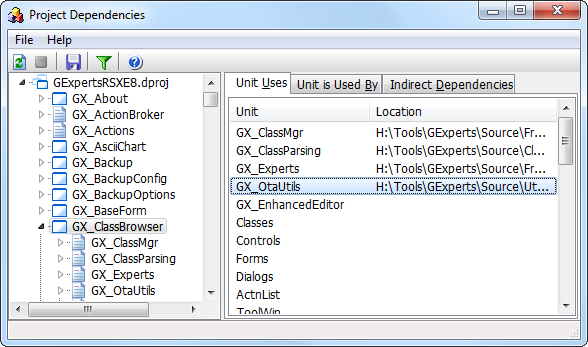 Project Dependencies
File Help
GExpertsRSXE8.dproj
GX_About
GX_ActionBroker
GX_Actions
GX_AsciiChart
GX_Backup
GX_BackupConfig
GX_BackupOptions
GX_BaseForm
GX_ClassBrowser
GX_ClassMgr
GX_ClassParsing
GX_Experts
GX_OtaUtils
Unit Uses Unit is Used By Indirect Dependencies
Unit Location
GX_ClassMgr H:\Tools\GExperts\Source\Fr...
GX_ClassParsing H:\Tools\GExperts\Source\Cl...
GX_Experts H:\Tools\GExperts\Source\Fr...
GX_OtaUtils H:\Tools\GExperts\Source\Ut...
GX_EnhancedEditor
Classes
Controls
Forms
Dialogs
ActnList
ToolWin